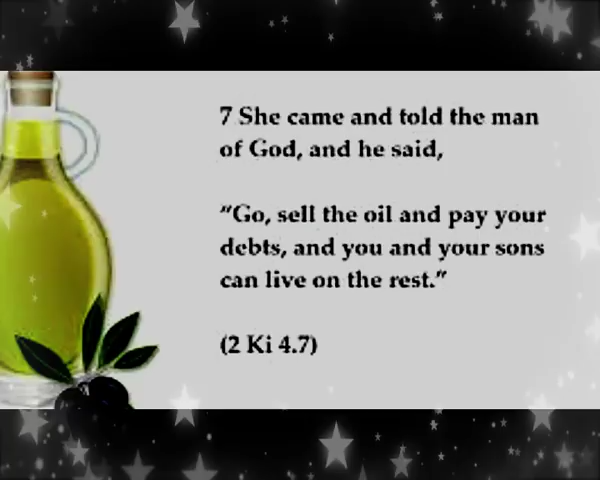 7 She came and told the man
of God, and he said,
“Go, sell the oil and pay your
debts, and you and your sons
can live on the rest.”
(2 Ki 4.7)